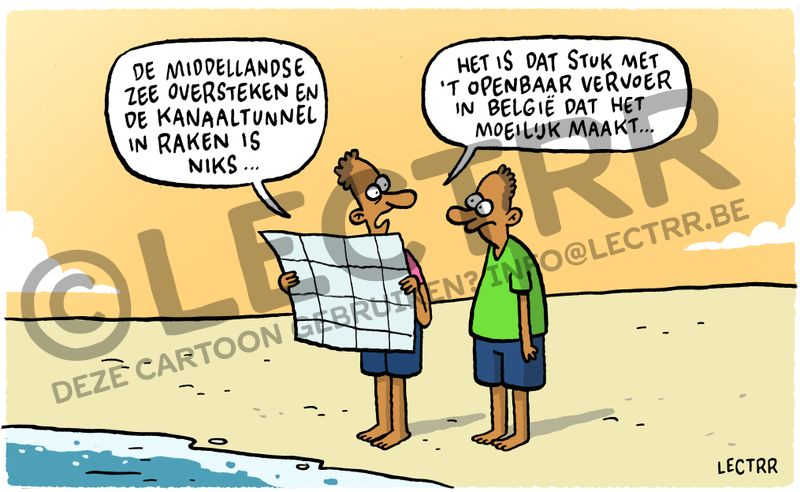 DE MIDDELLANDSE
ZEE OVERSTEKEN EN
DE KANAALTUNNEL
IN RAKEN IS
NIKS...
HET IS DAT STUK MET
'T OPENBAAR VERVOER
IN BELGIË DAT HET
MOEILIJK MAAKT...
©LECTRR
DEZE CARTOON GEBRUIKEN? INFO@LECTRR.BE
LECTRR